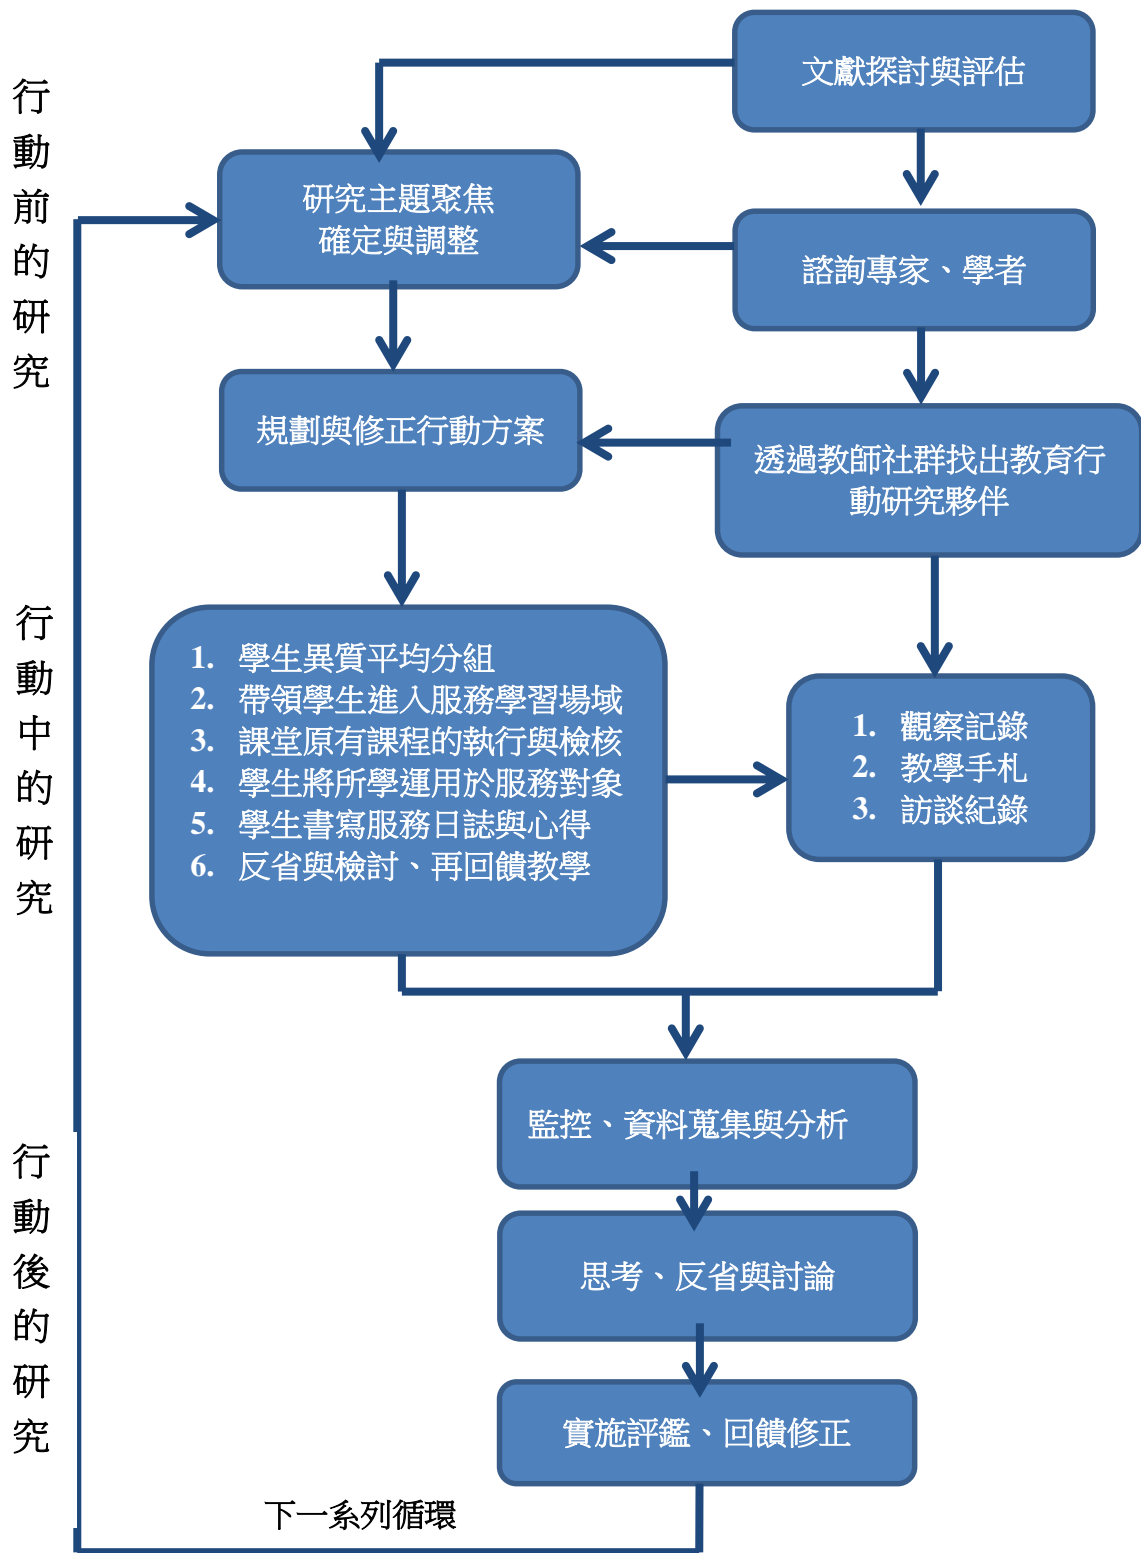 行動前的研究
文獻探討與評估
研究主題聚焦
確定與調整
諮詢專家、學者
規劃與修正行動方案
透過教師社群找出教育行
動研究夥伴
行動中的研究
1. 學生異質平均分組
2. 帶領學生進入服務學習場域
3. 課堂原有課程的執行與檢核
4. 學生將所學運用於服務對象
5. 學生書寫服務日誌與心得
6. 反省與檢討、再回饋教學
1. 觀察記錄
2. 教學手札
3. 訪談紀錄
行動後的研究
監控、資料蒐集與分析
思考、反省與討論
實施評鑑、回饋修正
下一系列循環